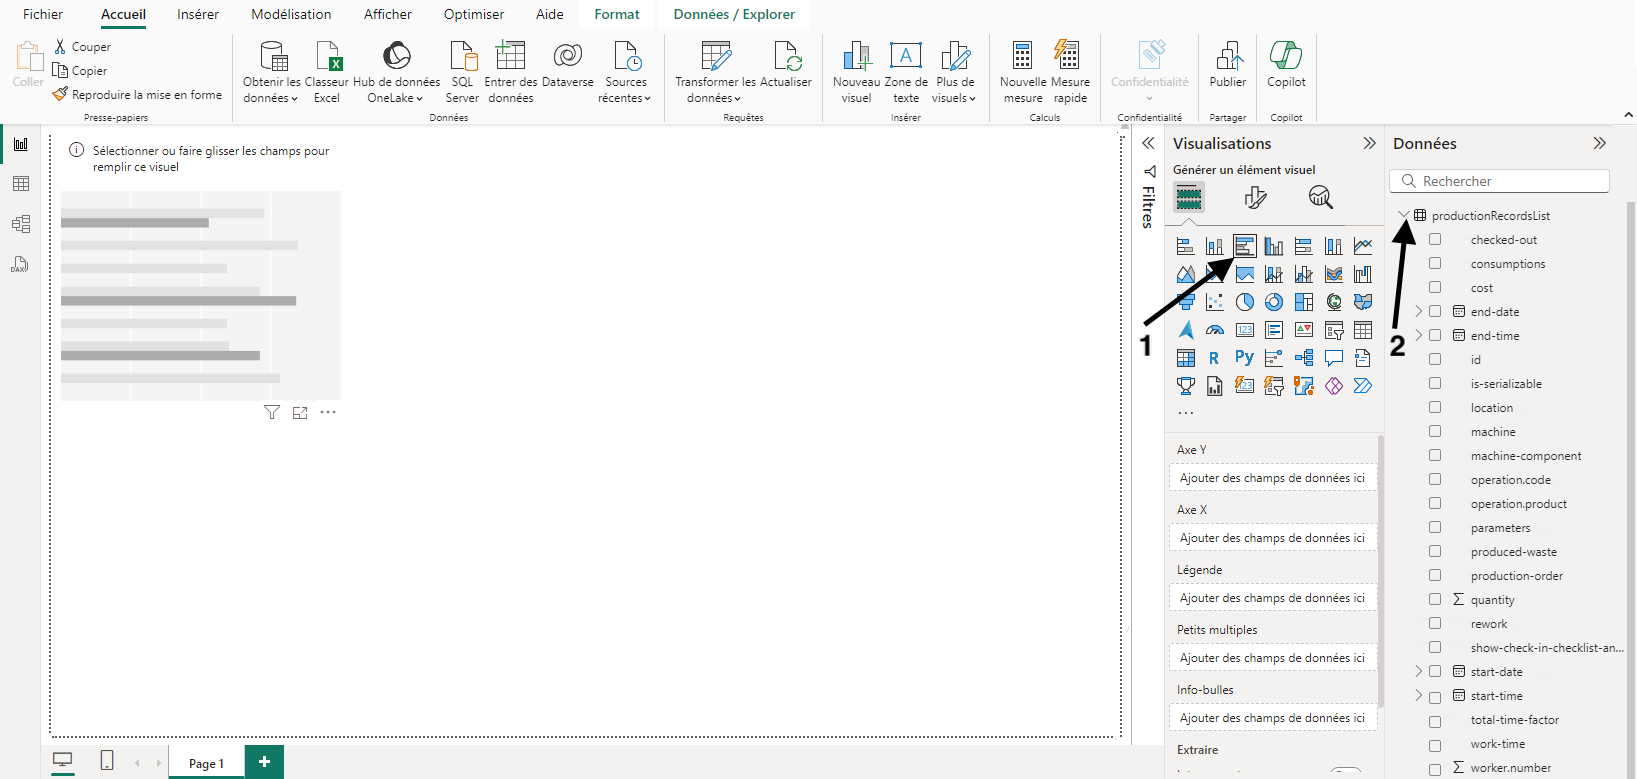 Fichier Accueil Insérer Modélisation Afficher Optimiser Aide Format Données / Explorer
Coller
Couper
Copier
Reproduire la mise en forme
Presse-papiers
Obtenir les données
Classeur Excel
Hub de données OneLake
SQL Server
Entrer des données
Dataverse
Sources récentes
Données
Transformer les données
Actualiser
Requêtes
Nouveau visuel
Zone de texte
Plus de visuels
Insérer
Nouvelle mesure
Mesure rapide
Calculs
Confidentialité
Confidentialité
Publier
Partager
Copilot
Copilot
DAX
Sélectionner ou faire glisser les champs pour
remplir ce visuel
Filtres
Visualisations
Générer un élément visuel
123
R
Py
1
Axe Y
Ajouter des champs de données ici
Axe X
Ajouter des champs de données ici
Légende
Ajouter des champs de données ici
Petits multiples
Ajouter des champs de données ici
Info-bulles
Ajouter des champs de données ici
Extraire
Données
Rechercher
productionRecordsList
checked-out
consumptions
cost
end-date
2
end-time
id
is-serializable
location
machine
machine-component
operation.code
operation.product
parameters
produced-waste
production-order
quantity
rework
show-check-in-checklist-an...
start-date
start-time
total-time-factor
work-time
worker.number
Page 1